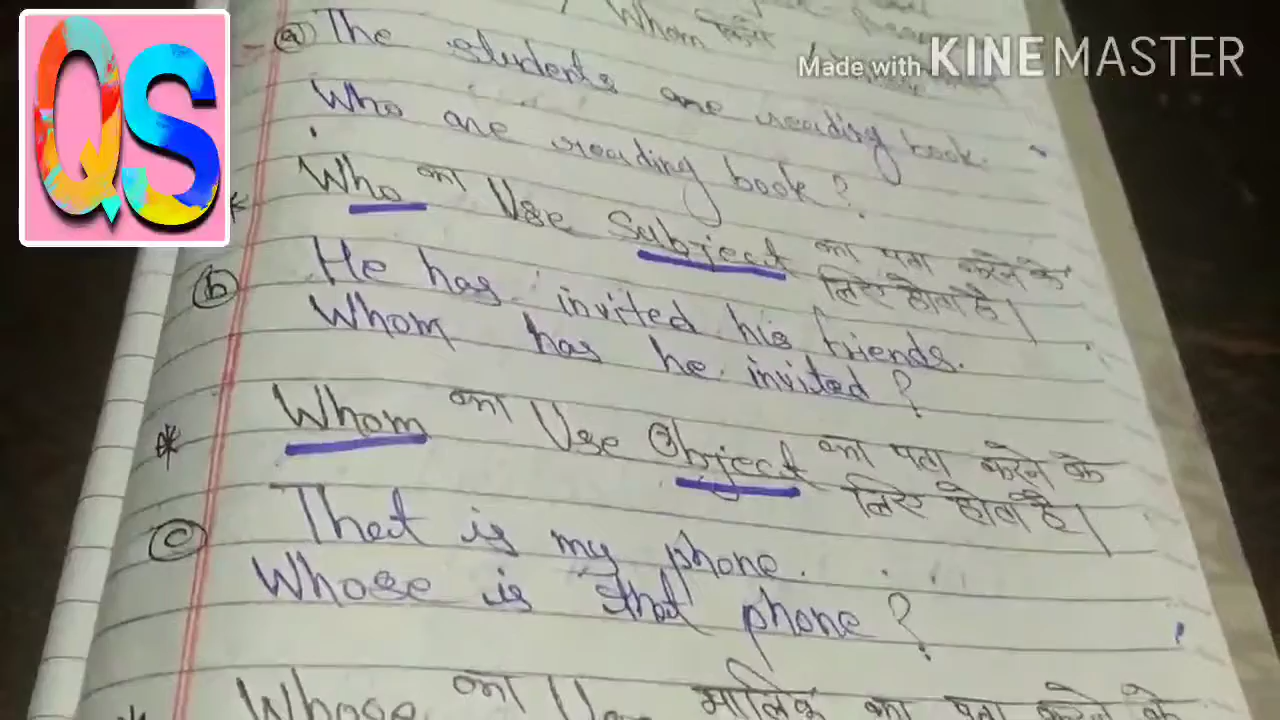 QS
Made with KINEMASTER
Whom
(a) The students are reading book.
Who are reading book?
* Who का Use Subject का पता करने के
लिए होता है।
(b) He has invited his friends.
Whom has he invited?
* Whom का Use Object का पता करने के
लिए होता है।
(c) That is my phone.
Whose is that phone?
* Whose का Use मालिक का पता करने के